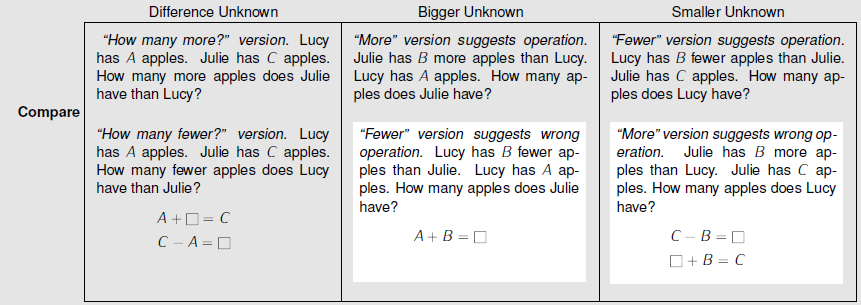 Difference Unknown
Bigger Unknown
Smaller Unknown
Compare
“How many more?” version. Lucy
has A apples. Julie has C apples.
How many more apples does Julie
have than Lucy?
“How many fewer?” version. Lucy
has A apples. Julie has C apples.
How many fewer apples does Lucy
have than Julie?
A + □ = C
C − A = □
“More” version suggests operation.
Julie has B more apples than Lucy.
Lucy has A apples. How many ap-
ples does Julie have?
“Fewer” version suggests wrong
operation. Lucy has B fewer ap-
ples than Julie. Lucy has A ap-
ples. How many apples does Julie
have?
A + B = □
“Fewer” version suggests operation.
Lucy has B fewer apples than Julie.
Julie has C apples. How many ap-
ples does Lucy have?
“More” version suggests wrong op-
eration. Julie has B more ap-
ples than Lucy. Julie has C ap-
ples. How many apples does Lucy
have?
C − B = □
□ + B = C